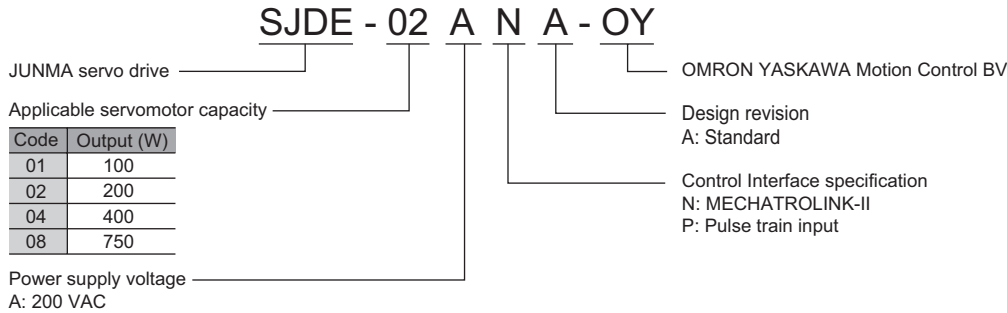 SJDE - 02 A N A - OY
JUNMA servo drive
OMRON YASKAWA Motion Control BV
Applicable servomotor capacity
Code Output (W)
01 100
02 200
04 400
08 750
Design revision
A: Standard
Control Interface specification
N: MECHATROLINK-II
P: Pulse train input
Power supply voltage
A: 200 VAC